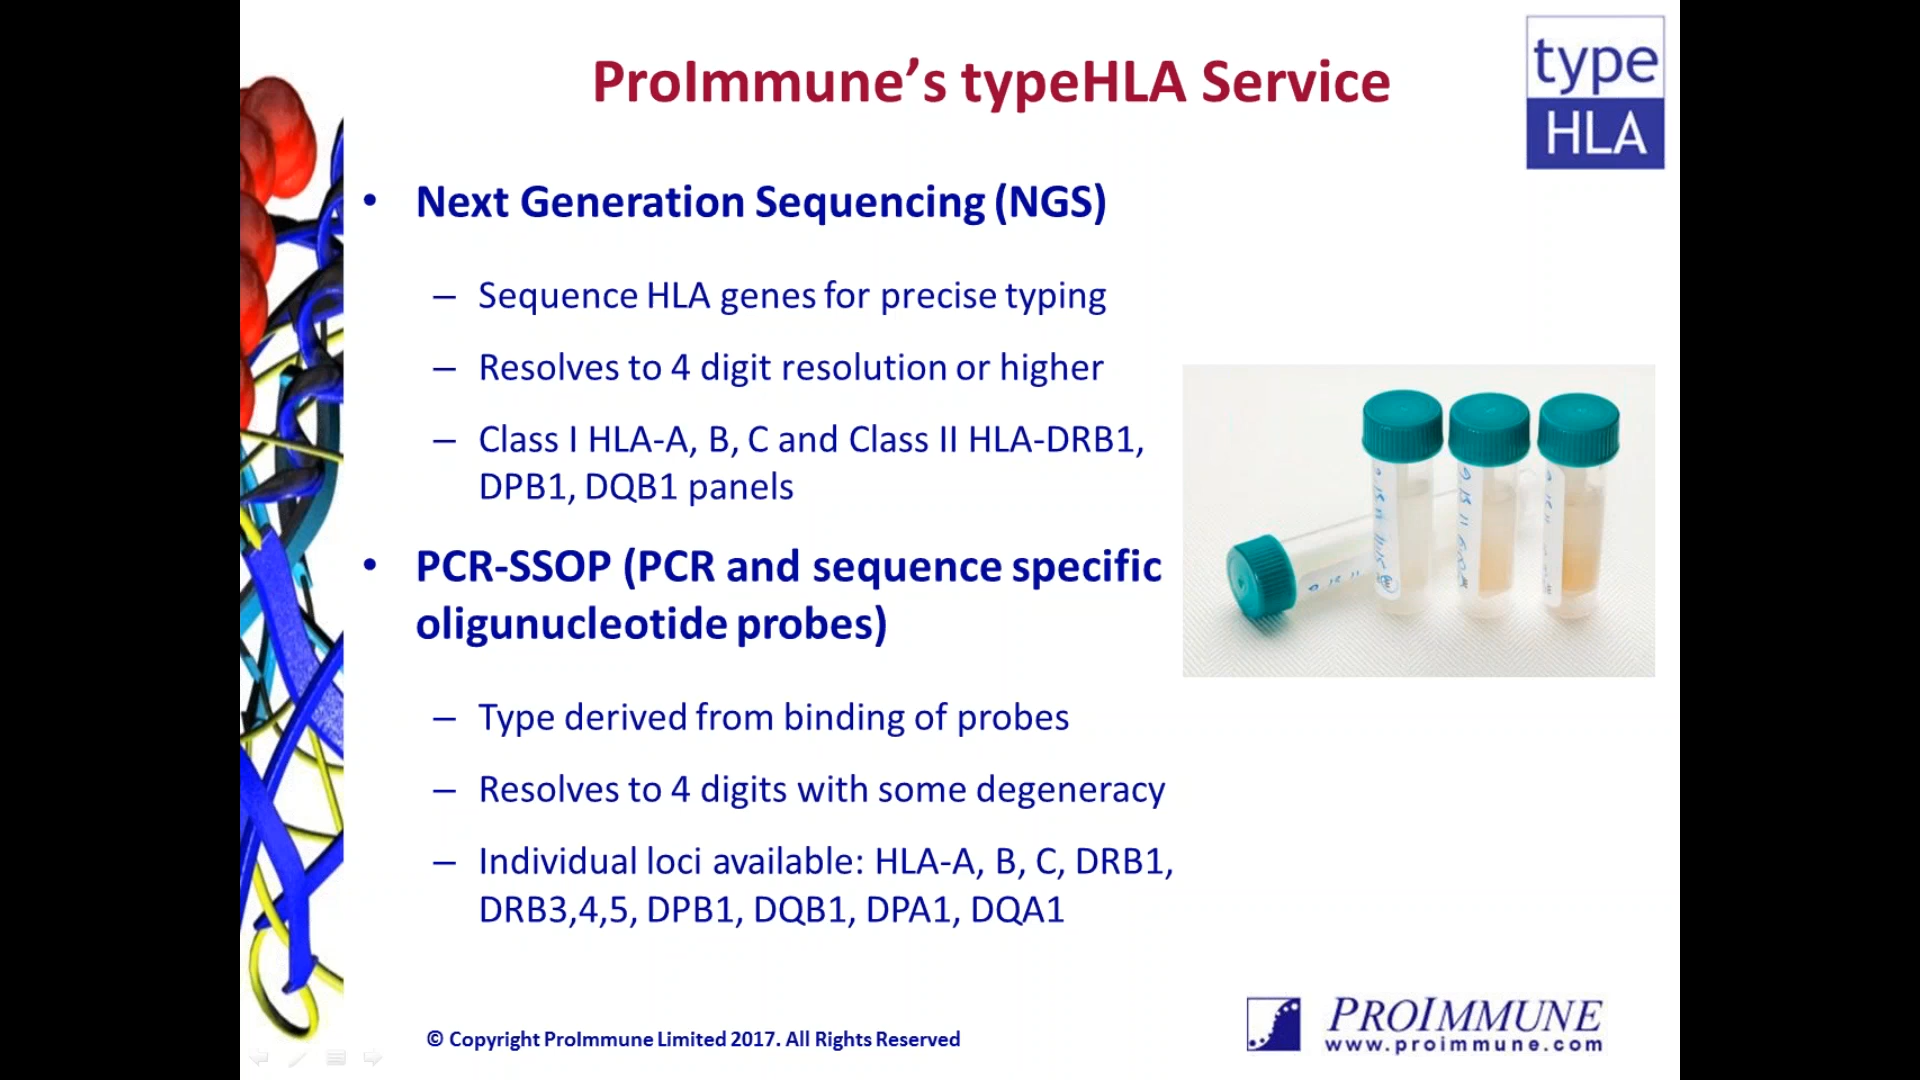 ProImmune’s typeHLA Service
type
HLA
• Next Generation Sequencing (NGS)
– Sequence HLA genes for precise typing
– Resolves to 4 digit resolution or higher
– Class I HLA-A, B, C and Class II HLA-DRB1,
DPB1, DQB1 panels
• PCR-SSOP (PCR and sequence specific
oligunucleotide probes)
– Type derived from binding of probes
– Resolves to 4 digits with some degeneracy
– Individual loci available: HLA-A, B, C, DRB1,
DRB3,4,5, DPB1, DQB1, DPA1, DQA1
© Copyright ProImmune Limited 2017. All Rights Reserved
PROIMMUNE
www.proimmune.com